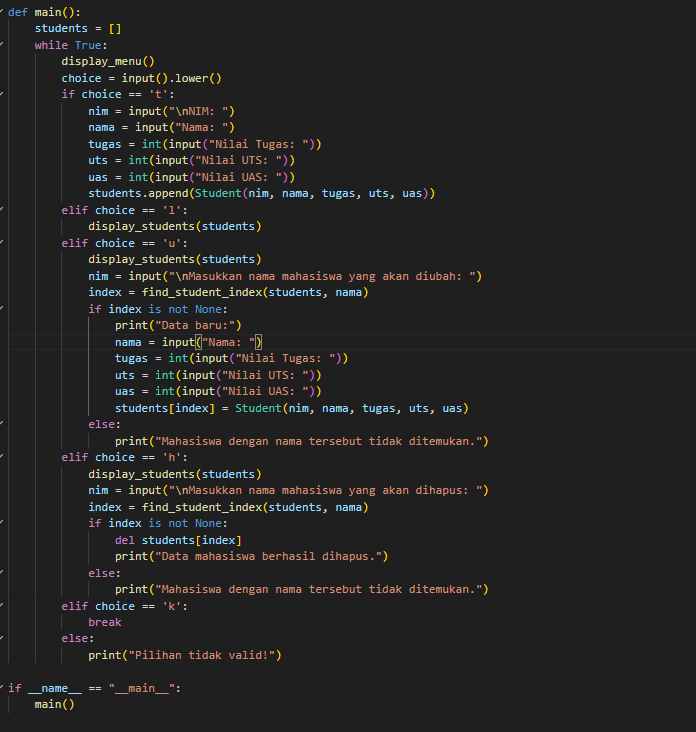 def main():
    students = []
    while True:
        display_menu()
        choice = input().lower()
        if choice == 't':
            nim = input("\nNIM: ")
            nama = input("Nama: ")
            tugas = int(input("Nilai Tugas: "))
            uts = int(input("Nilai UTS: "))
            uas = int(input("Nilai UAS: "))
            students.append(Student(nim, nama, tugas, uts, uas))
        elif choice == 'l':
            display_students(students)
        elif choice == 'u':
            display_students(students)
            nim = input("\nMasukkan nama mahasiswa yang akan diubah: ")
            index = find_student_index(students, nama)
            if index is not None:
                print("Data baru:")
                nama = input("Nama: ")
                tugas = int(input("Nilai Tugas: "))
                uts = int(input("Nilai UTS: "))
                uas = int(input("Nilai UAS: "))
                students[index] = Student(nim, nama, tugas, uts, uas)
            else:
                print("Mahasiswa dengan nama tersebut tidak ditemukan.")
        elif choice == 'h':
            display_students(students)
            nim = input("\nMasukkan nama mahasiswa yang akan dihapus: ")
            index = find_student_index(students, nama)
            if index is not None:
                del students[index]
                print("Data mahasiswa berhasil dihapus.")
            else:
                print("Mahasiswa dengan nama tersebut tidak ditemukan.")
        elif choice == 'k':
            break
        else:
            print("Pilihan tidak valid!")

if __name__ == "__main__":
    main()